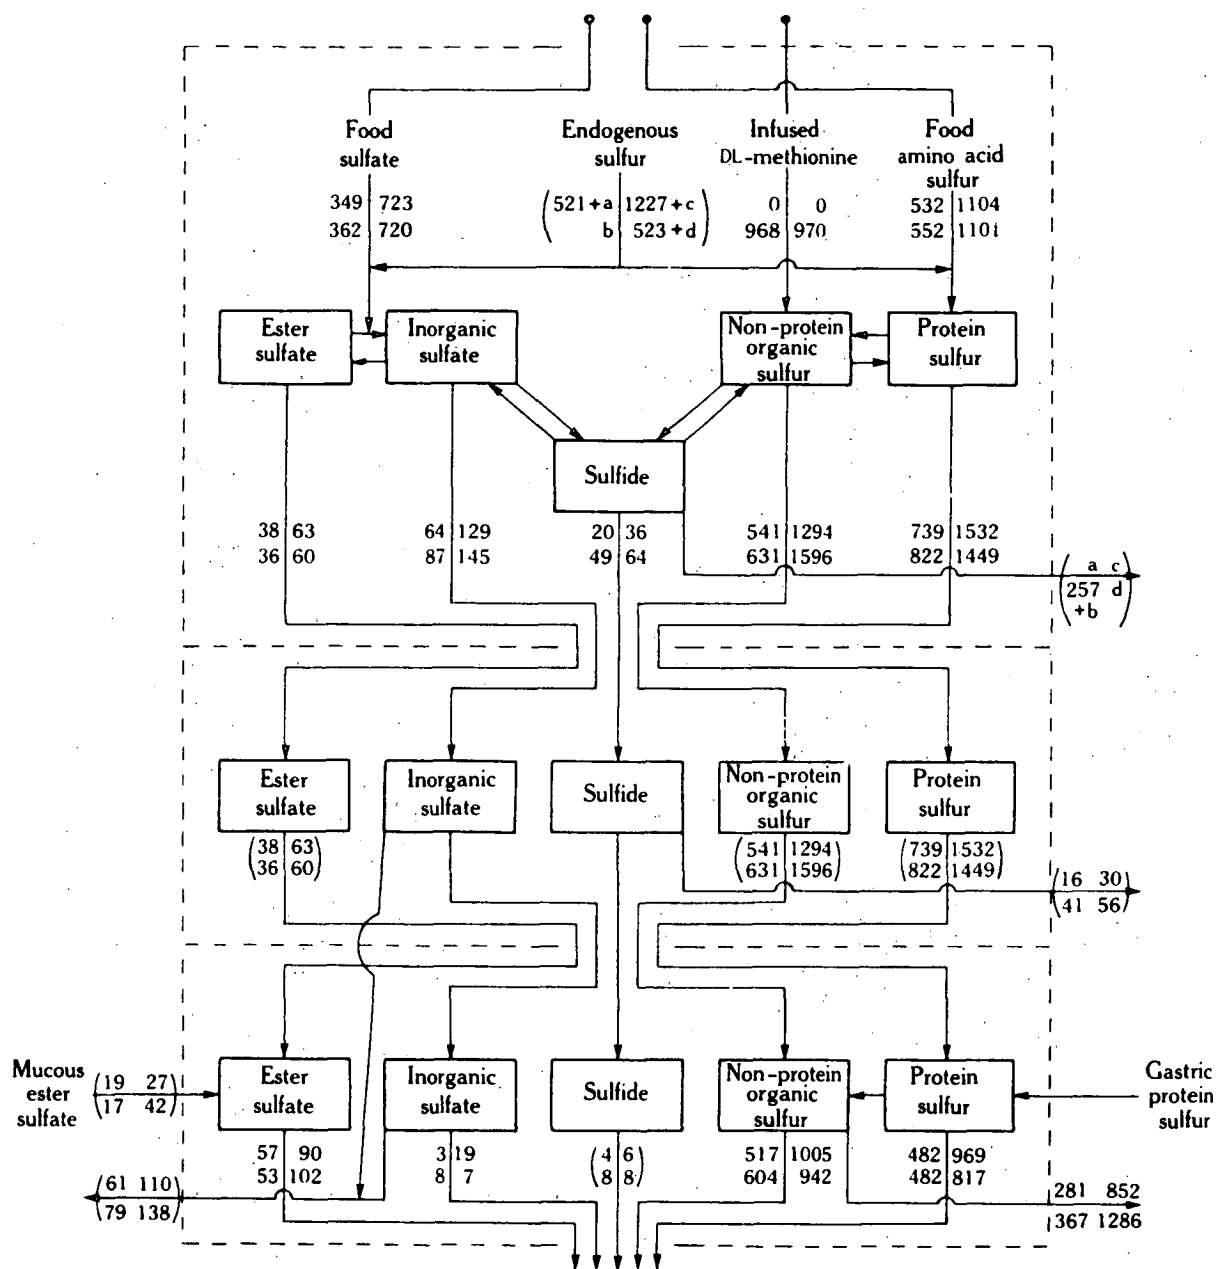 Food sulfate
Endogenous sulfur
Infused DL-methionine
Food amino acid sulfur
349 723
362 720
(521+a 1227+c
b 523+d)
0 0
968 970
532 1104
552 1101
Ester sulfate
Inorganic sulfate
Non-protein organic sulfur
Protein sulfur
Sulfide
38 63
36 60
64 129
87 145
20 36
49 64
541 1294
631 1596
739 1532
822 1449
(a c
257 d
+b)
Ester sulfate
Inorganic sulfate
Sulfide
Non-protein organic sulfur
Protein sulfur
(38 63
36 60)
(541 1294
631 1596)
(739 1532
822 1449)
(16 30
41 56)
Mucous ester sulfate
(19 27
17 42)
Ester sulfate
Inorganic sulfate
Sulfide
Non-protein organic sulfur
Protein sulfur
Gastric protein sulfur
57 90
53 102
3 19
8 7
(4 6
8 8)
517 1005
604 942
482 969
482 817
(61 110
79 138)
281 852
367 1286